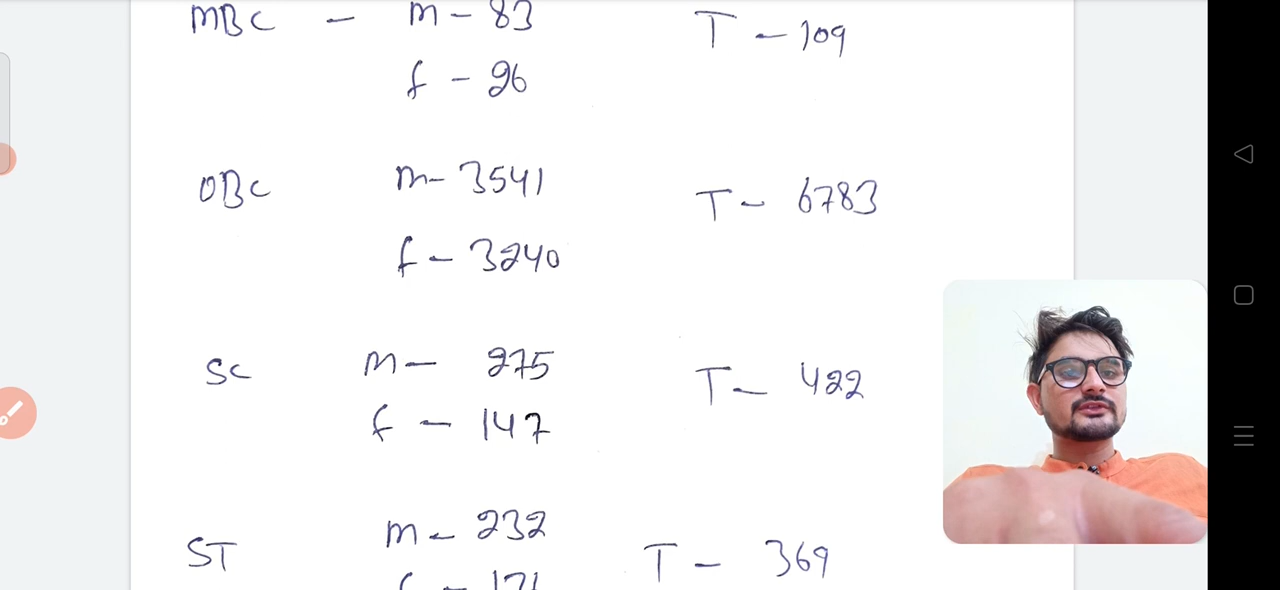 MBC - M - 83 T - 109
f - 26
OBC M - 3541 T - 6783
f - 3240
SC M - 275 T - 422
f - 147
ST M - 232 T - 369